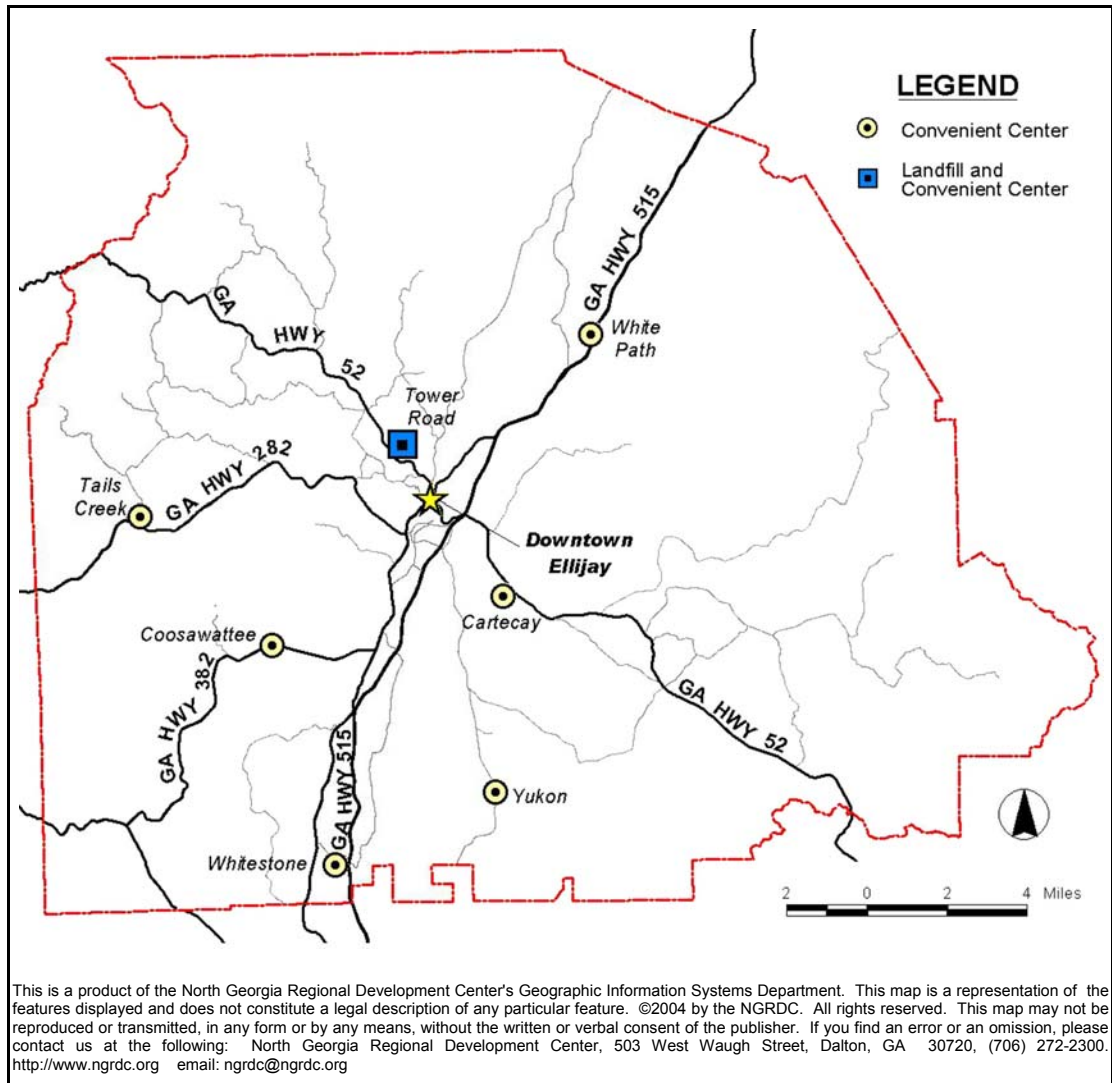 LEGEND
Convenient Center
Landfill and
Convenient Center
GA HWY 515
White
Path
GA HWY 52
Tower
Road
GA HWY 282
Tails
Creek
Downtown
Ellijay
Cartecay
Coosawattee
GA HWY 382
GA HWY 52
GA HWY 515
Yukon
Whitestone
2 0 2 4 Miles
This is a product of the North Georgia Regional Development Center's Geographic Information Systems Department. This map is a representation of the
features displayed and does not constitute a legal description of any particular feature. ©2004 by the NGRDC. All rights reserved. This map may not be
reproduced or transmitted, in any form or by any means, without the written or verbal consent of the publisher. If you find an error or an omission, please
contact us at the following: North Georgia Regional Development Center, 503 West Waugh Street, Dalton, GA 30720, (706) 272-2300.
http://www.ngrdc.org email: ngrdc@ngrdc.org